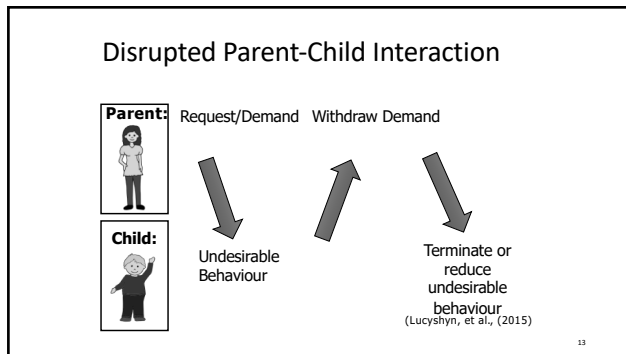 Disrupted Parent-Child Interaction
Parent:
Request/Demand
Withdraw Demand
Child:
Undesirable
Behaviour
Terminate or
reduce
undesirable
behaviour
(Lucyshyn, et al., (2015)
13